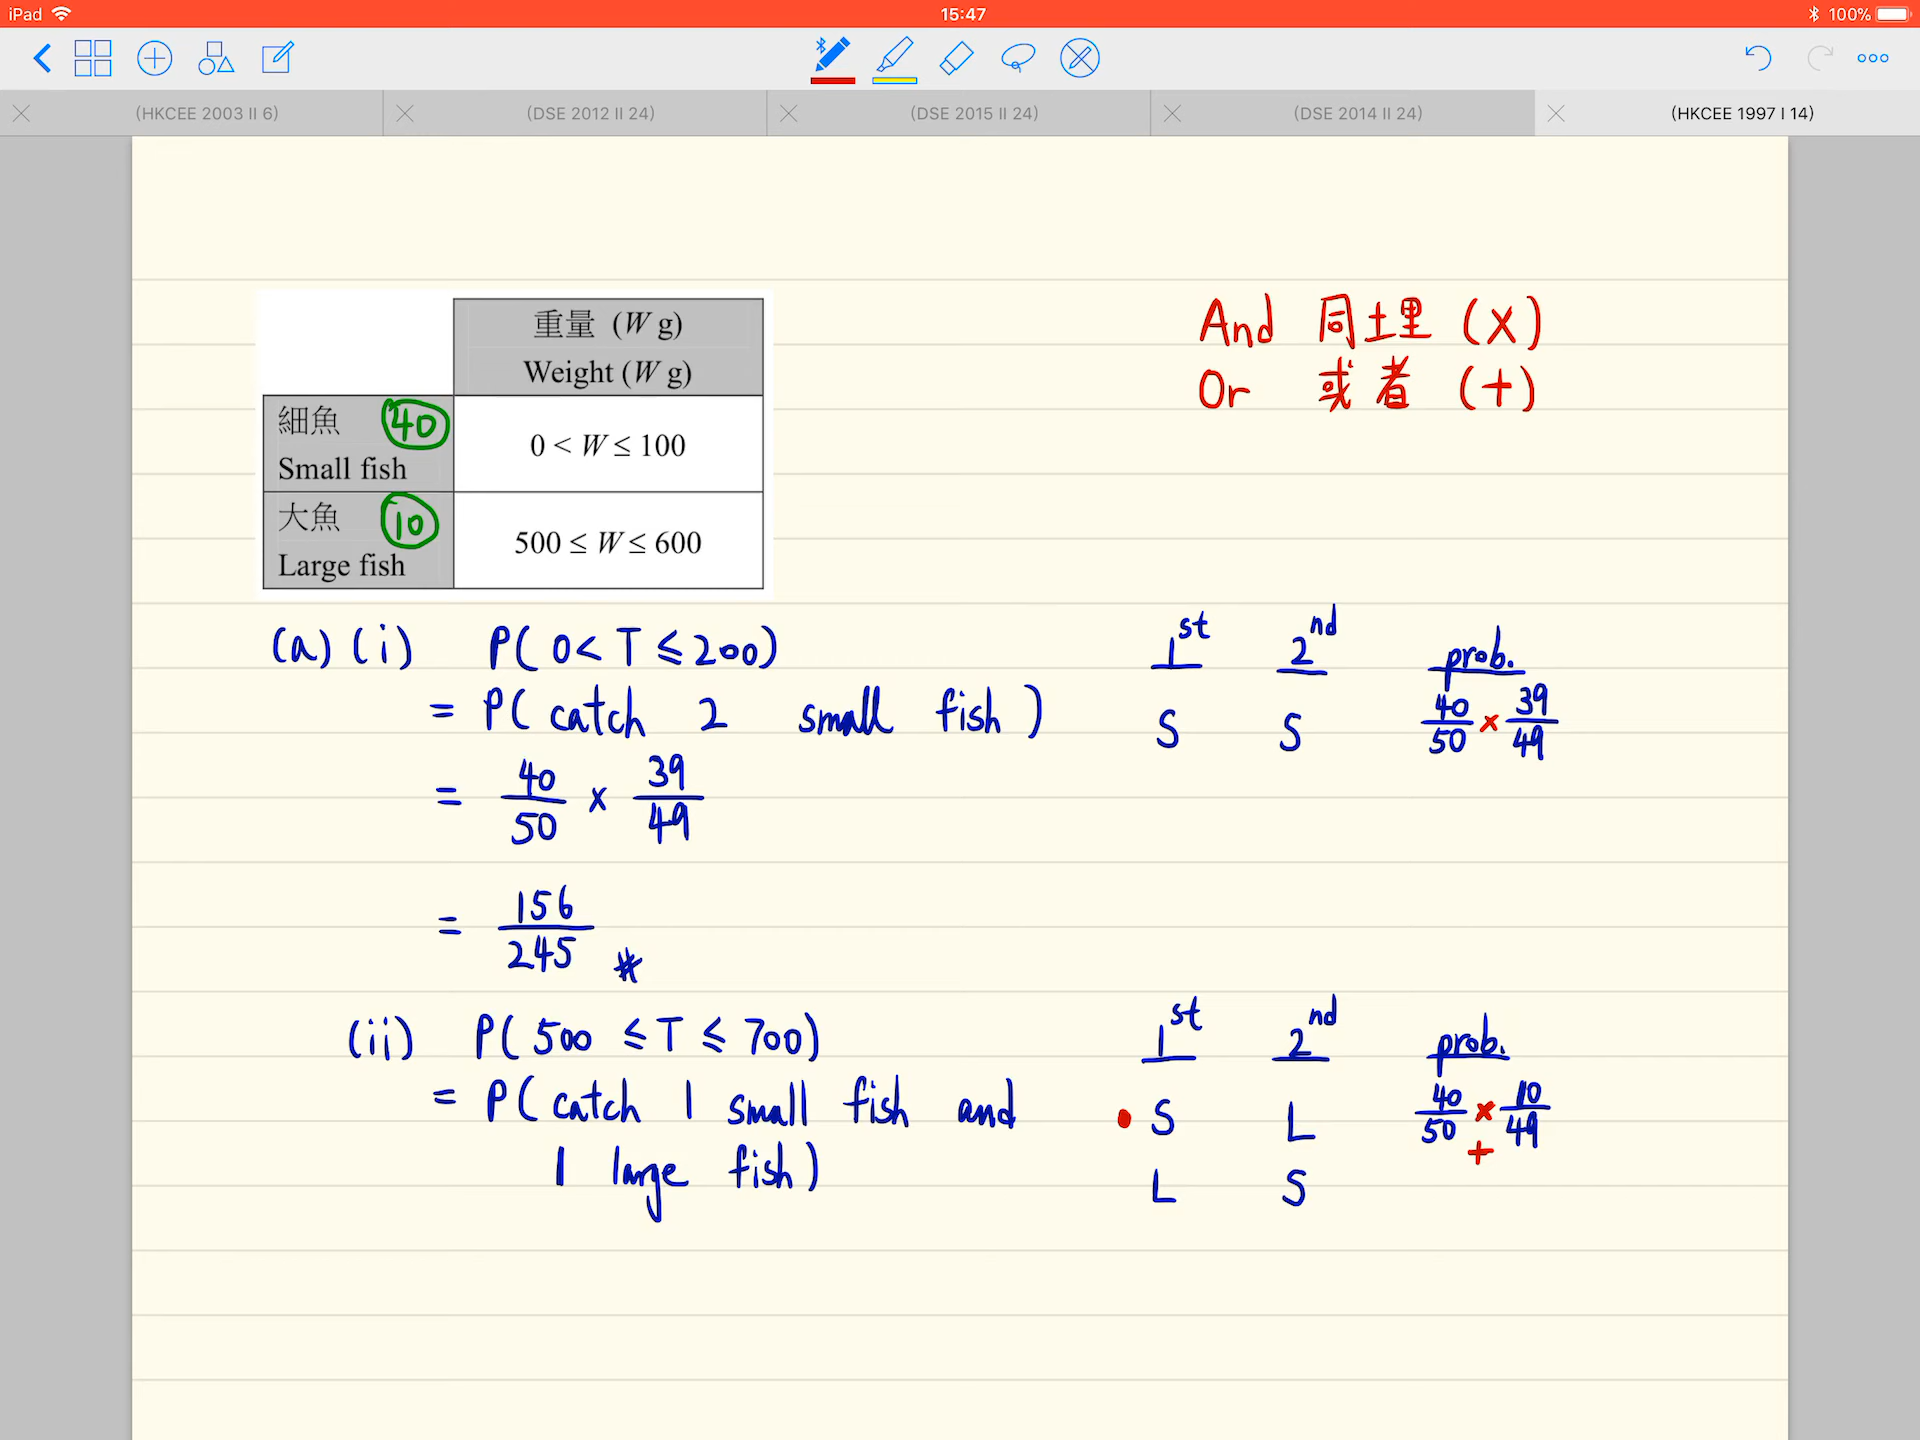 iPad 15:47 100%
(HKCEE 2003 II 6) (DSE 2012 II 24) (DSE 2015 II 24) (DSE 2014 II 24) (HKCEE 1997 I 14)
重量 (W g)
Weight (W g)
細魚 40
Small fish
0 < W ≤ 100
大魚 10
Large fish
500 ≤ W ≤ 600
And 同土里 (×)
Or 或者 (+)
(a) (i) P( 0 < T ≤ 200)
= P( catch 2 small fish )
= 40/50 × 39/49
= 156/245 #
1st 2nd prob.
S S 40/50 × 39/49
(ii) P( 500 ≤ T ≤ 700)
= P( catch 1 small fish and
1 large fish)
1st 2nd prob.
• S L 40/50 × 10/49
+
L S